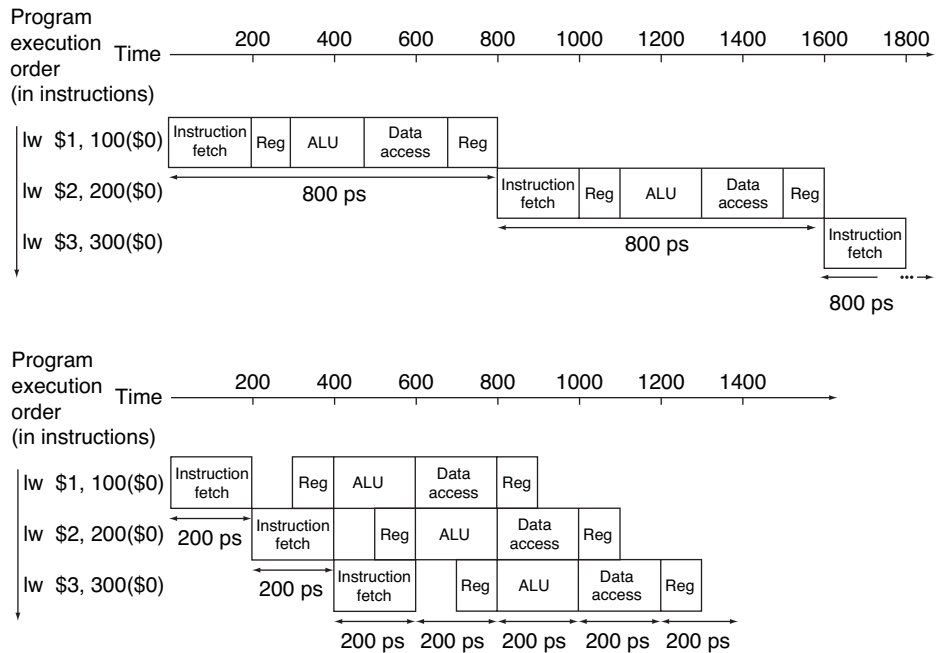 Program
execution
order
(in instructions)
Time
200 400 600 800 1000 1200 1400 1600 1800
lw $1, 100($0)
Instruction
fetch
Reg
ALU
Data
access
Reg
800 ps
lw $2, 200($0)
Instruction
fetch
Reg
ALU
Data
access
Reg
800 ps
lw $3, 300($0)
Instruction
fetch
...
800 ps
Program
execution
order
(in instructions)
Time
200 400 600 800 1000 1200 1400
lw $1, 100($0)
Instruction
fetch
Reg
ALU
Data
access
Reg
200 ps
lw $2, 200($0)
Instruction
fetch
Reg
ALU
Data
access
Reg
200 ps
lw $3, 300($0)
Instruction
fetch
Reg
ALU
Data
access
Reg
200 ps 200 ps 200 ps 200 ps 200 ps